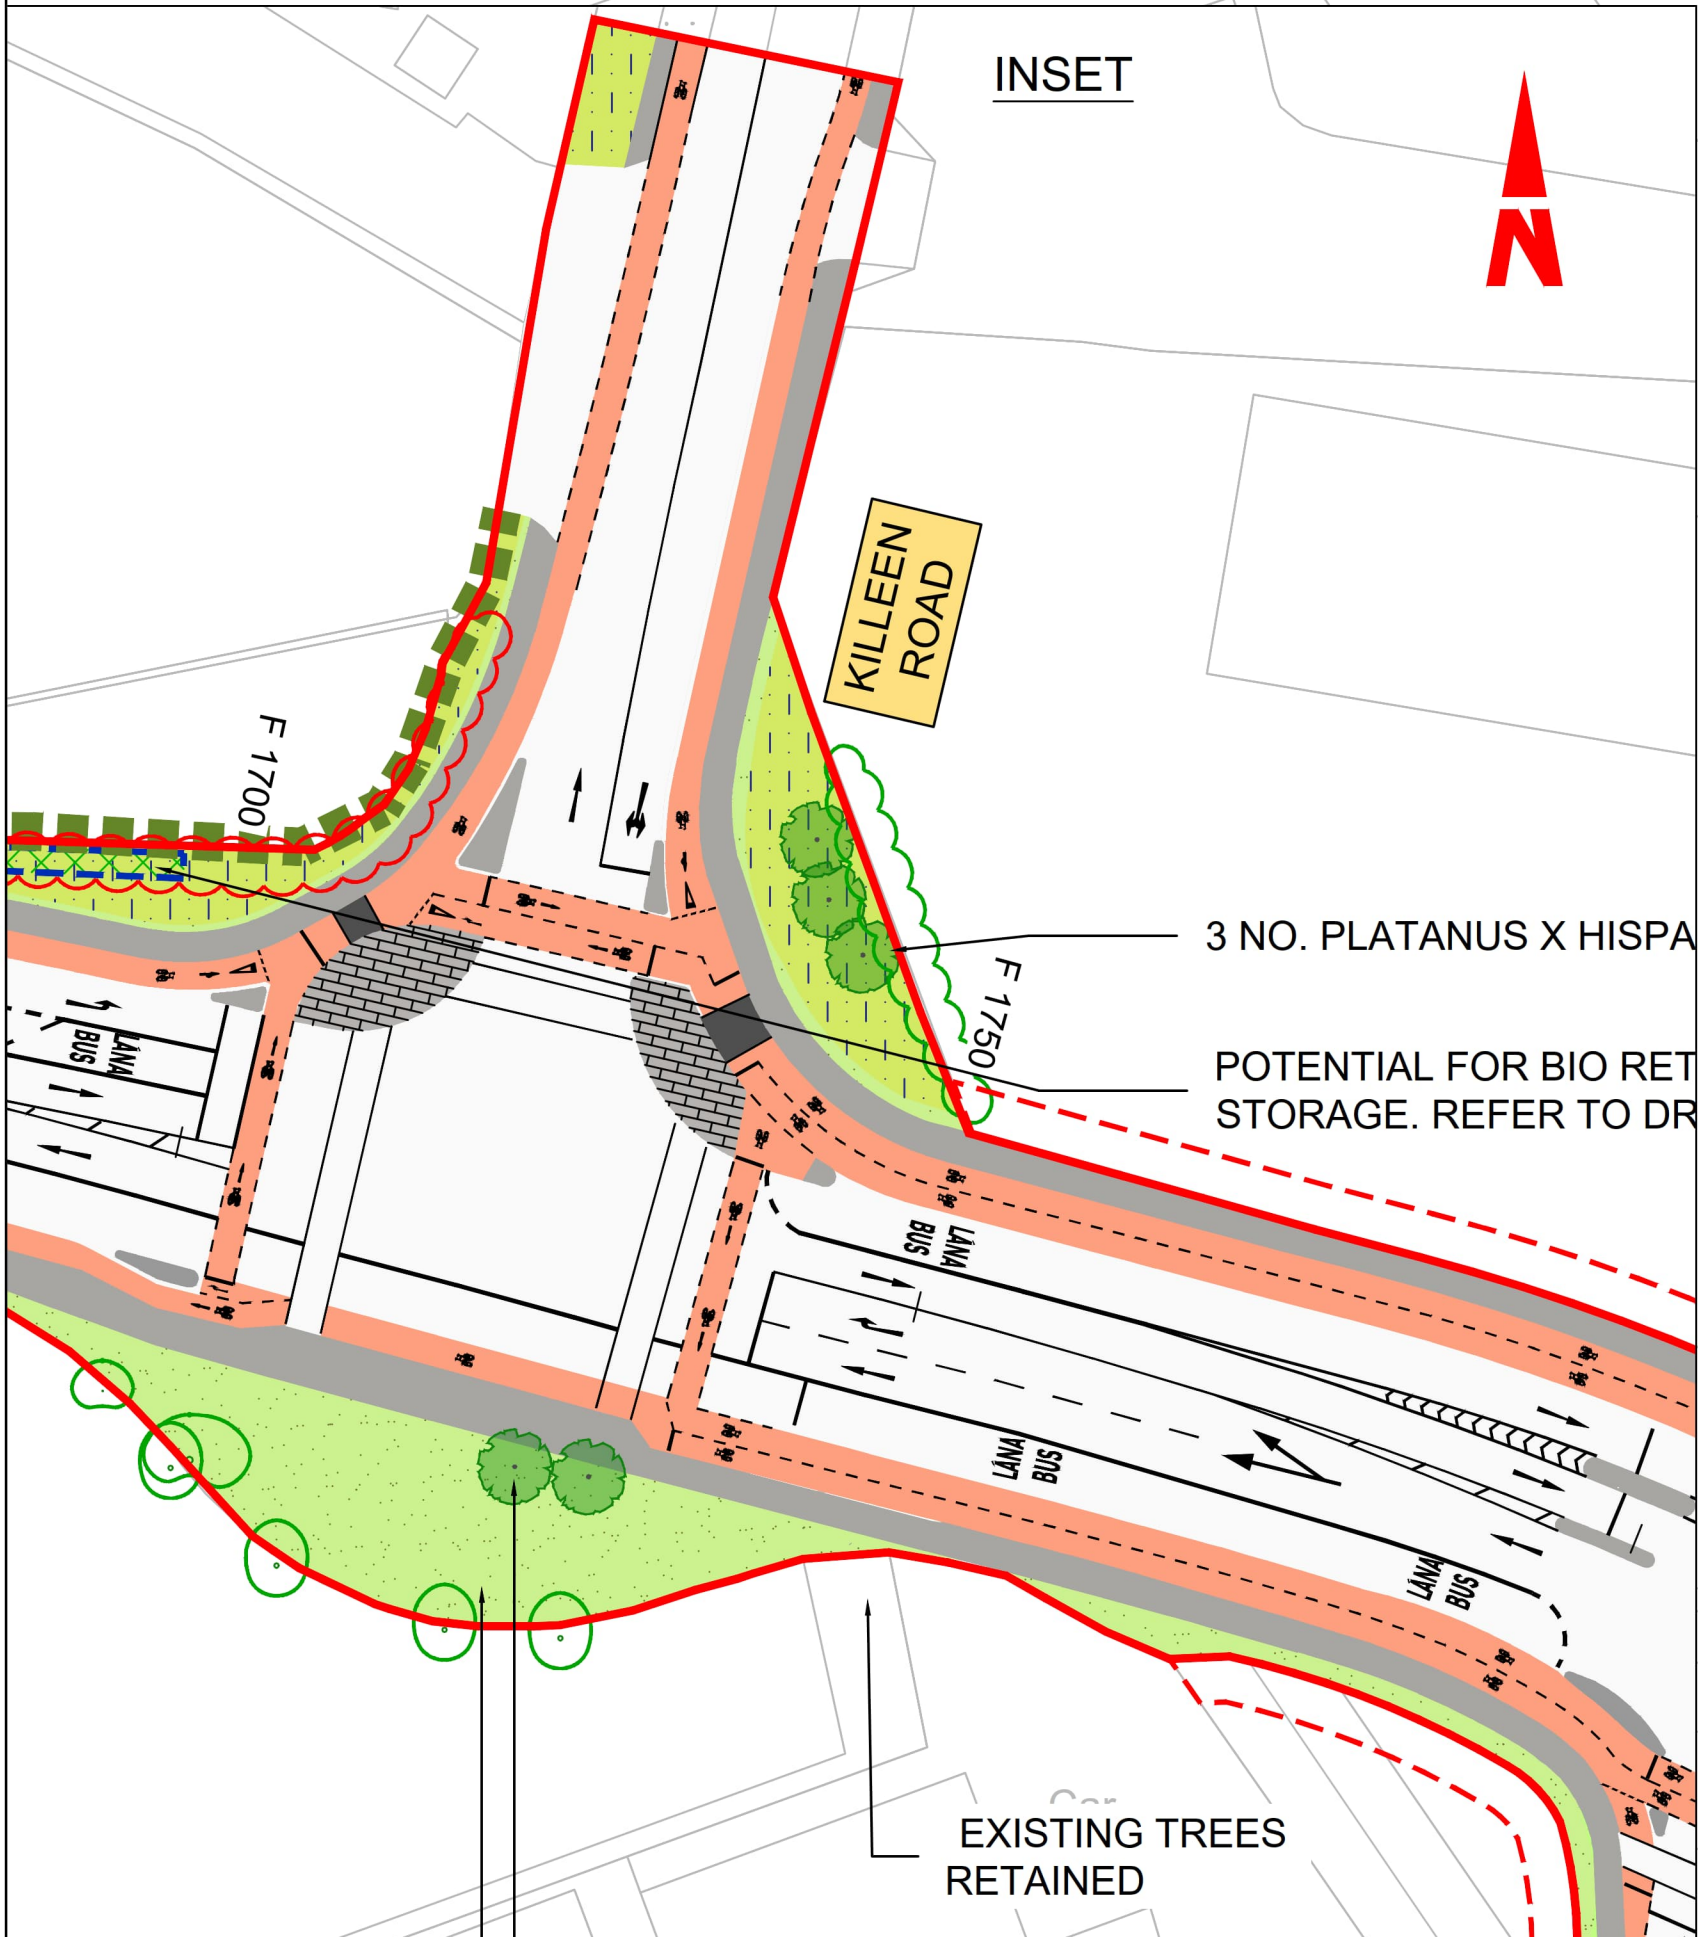 INSET
N
KILLEEN
ROAD
F 1700
3 NO. PLATANUS X HISPA
F 1750
POTENTIAL FOR BIO RET
STORAGE. REFER TO DR
LÁNA
BUS
LÁNA
BUS
LÁNA
BUS
LÁNA
BUS
Car
EXISTING TREES
RETAINED